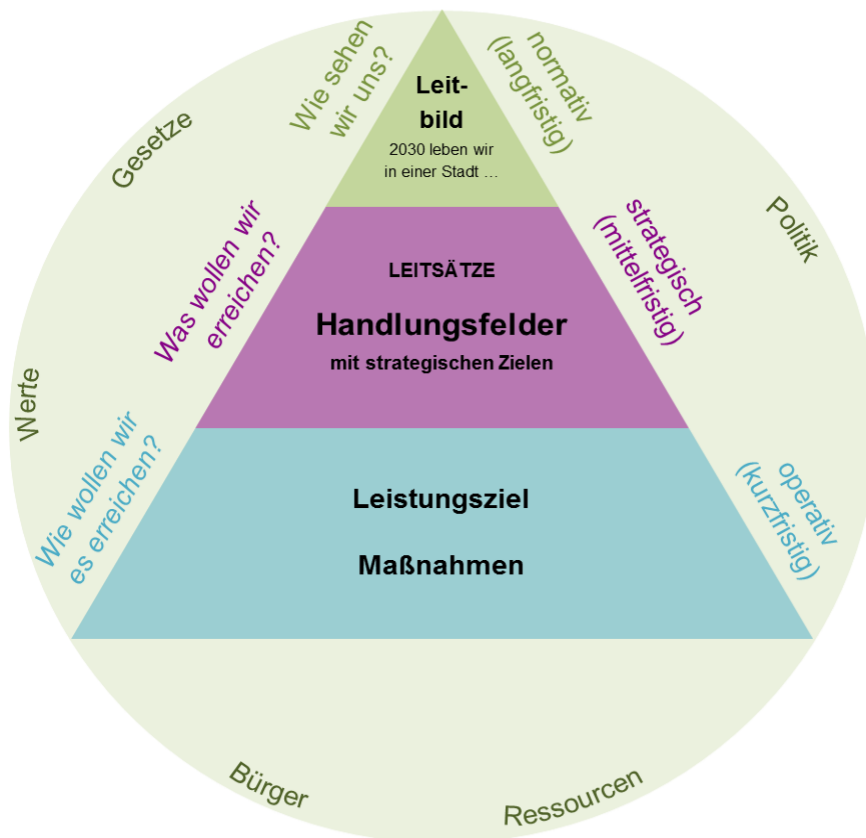 Wie sehen
wir uns?
normativ
(langfristig)
Leit-
bild
2030 leben wir
in einer Stadt ...
Gesetze
Politik
Was wollen wir
erreichen?
strategisch
(mittelfristig)
LEITSÄTZE
Handlungsfelder
mit strategischen Zielen
Werte
Wie wollen wir
es erreichen?
operativ
(kurzfristig)
Leistungsziel
Maßnahmen
Bürger
Ressourcen